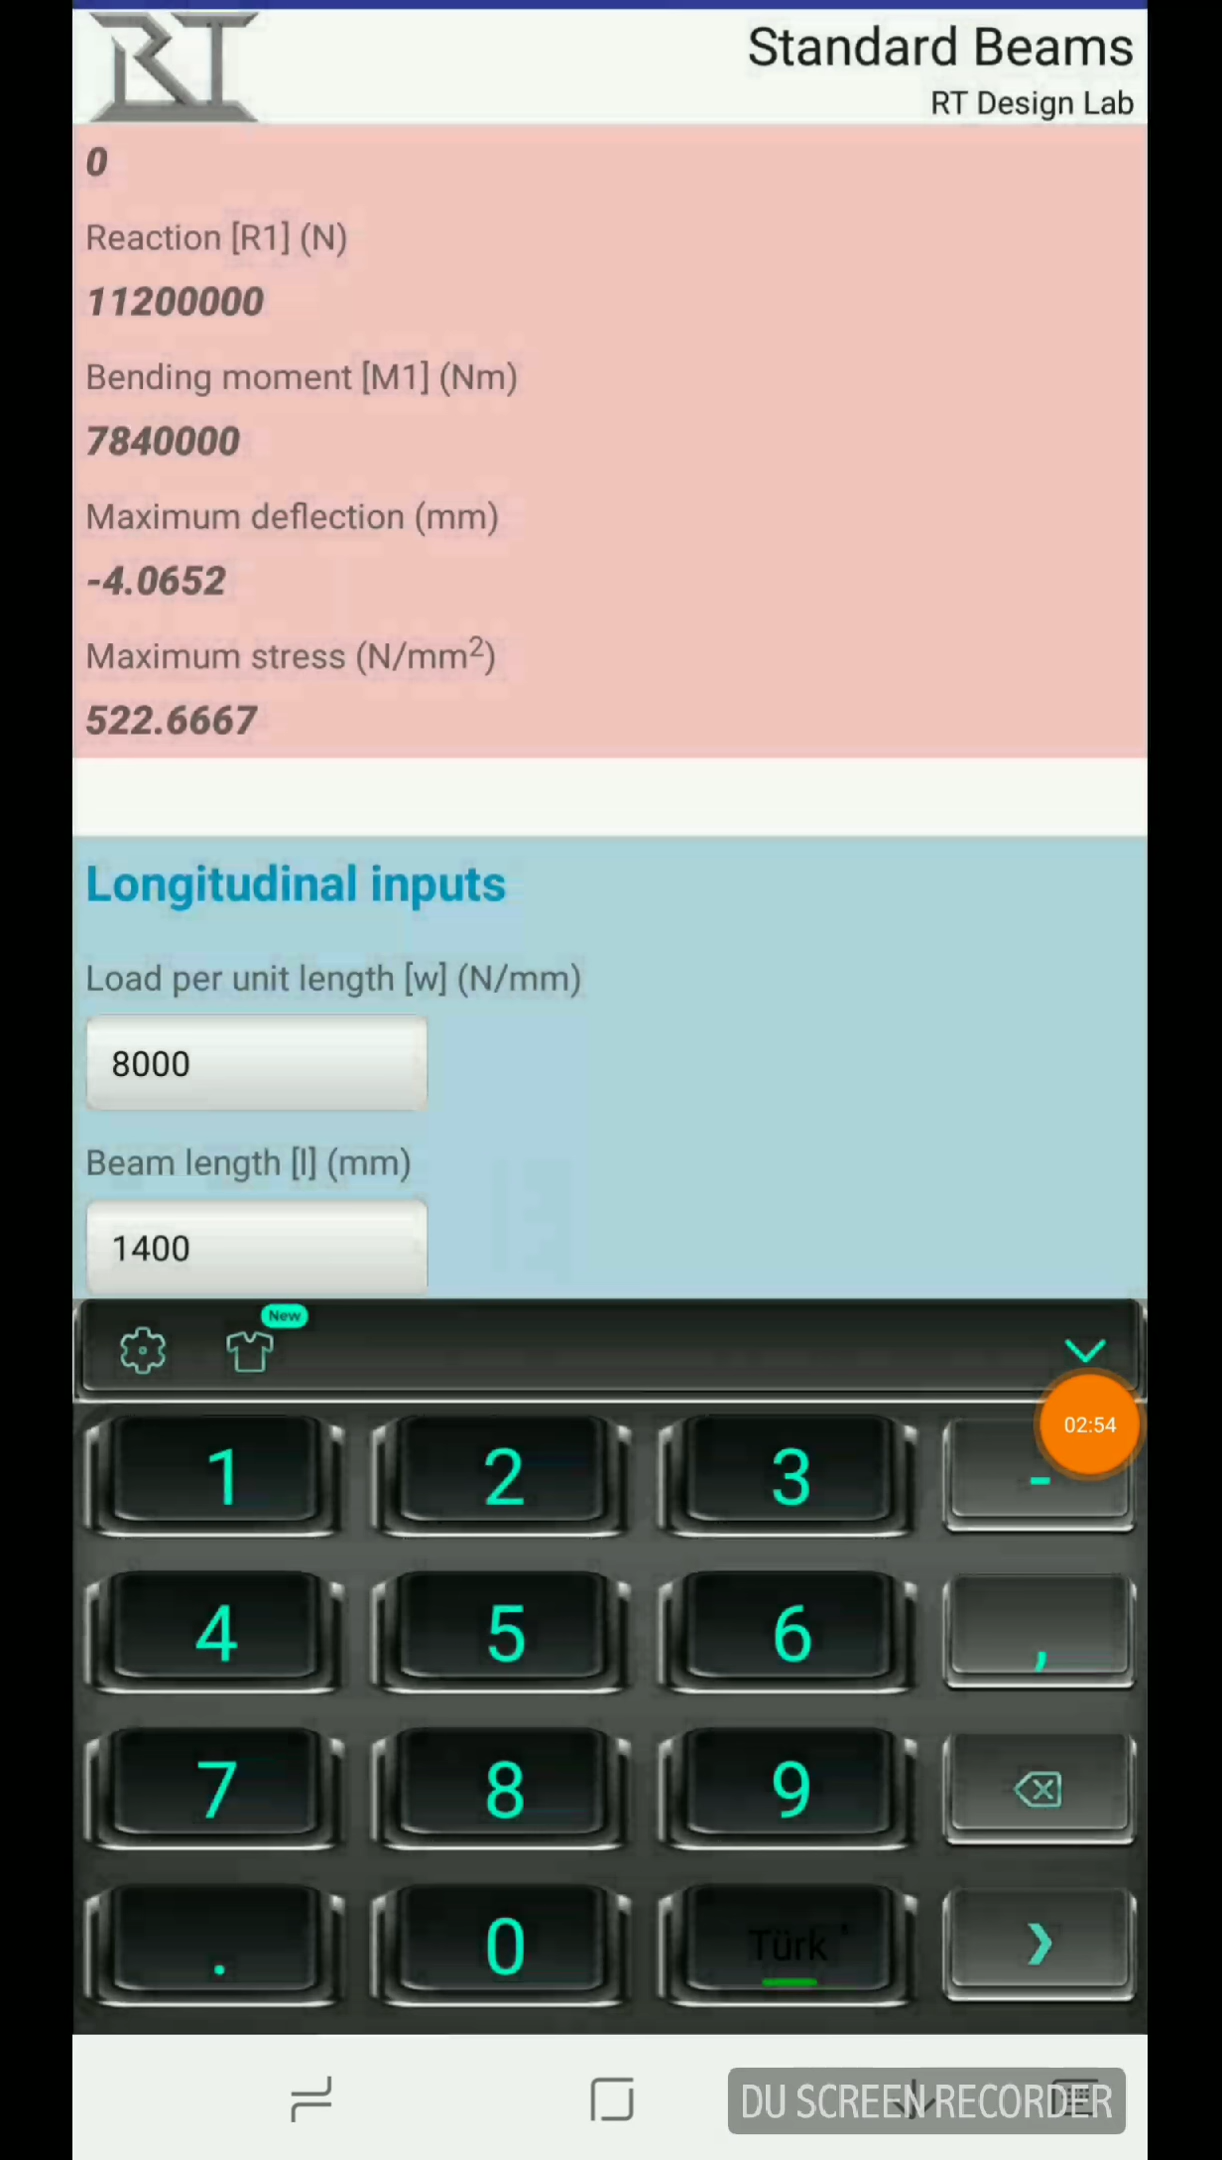 RT
Standard Beams
RT Design Lab
0
Reaction [R1] (N)
11200000
Bending moment [M1] (Nm)
7840000
Maximum deflection (mm)
-4.0652
Maximum stress (N/mm²)
522.6667
Longitudinal inputs
Load per unit length [w] (N/mm)
8000
Beam length [l] (mm)
1400
New
02:54
1 2 3 -
4 5 6 ,
7 8 9
. 0 Türk
DU SCREEN RECORDER